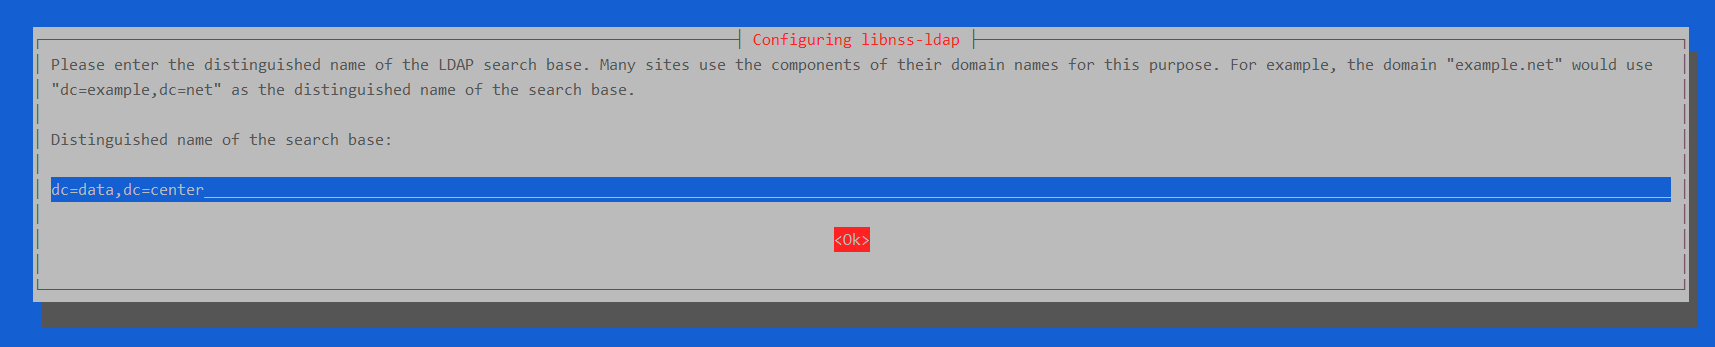 Configuring libnss-ldap
Please enter the distinguished name of the LDAP search base. Many sites use the components of their domain names for this purpose. For example, the domain "example.net" would use
"dc=example,dc=net" as the distinguished name of the search base.
Distinguished name of the search base:
dc=data,dc=center
<Ok>